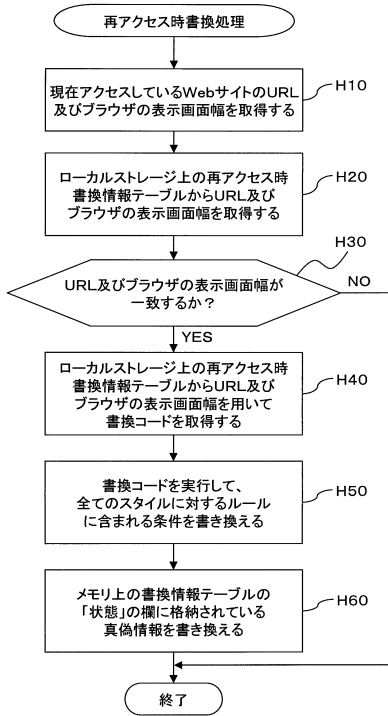 再アクセス時書換処理
現在アクセスしているWebサイトのURL
及びブラウザの表示画面幅を取得する
H10
ローカルストレージ上の再アクセス時
書換情報テーブルからURL及び
ブラウザの表示画面幅を取得する
H20
H30
URL及びブラウザの表示画面幅が
一致するか？
NO
YES
ローカルストレージ上の再アクセス時
書換情報テーブルからURL及び
ブラウザの表示画面幅を用いて
書換コードを取得する
H40
書換コードを実行して、
全てのスタイルに対するルール
に含まれる条件を書き換える
H50
メモリ上の書換情報テーブルの
「状態」の欄に格納されている
真偽情報を書き換える
H60
終了